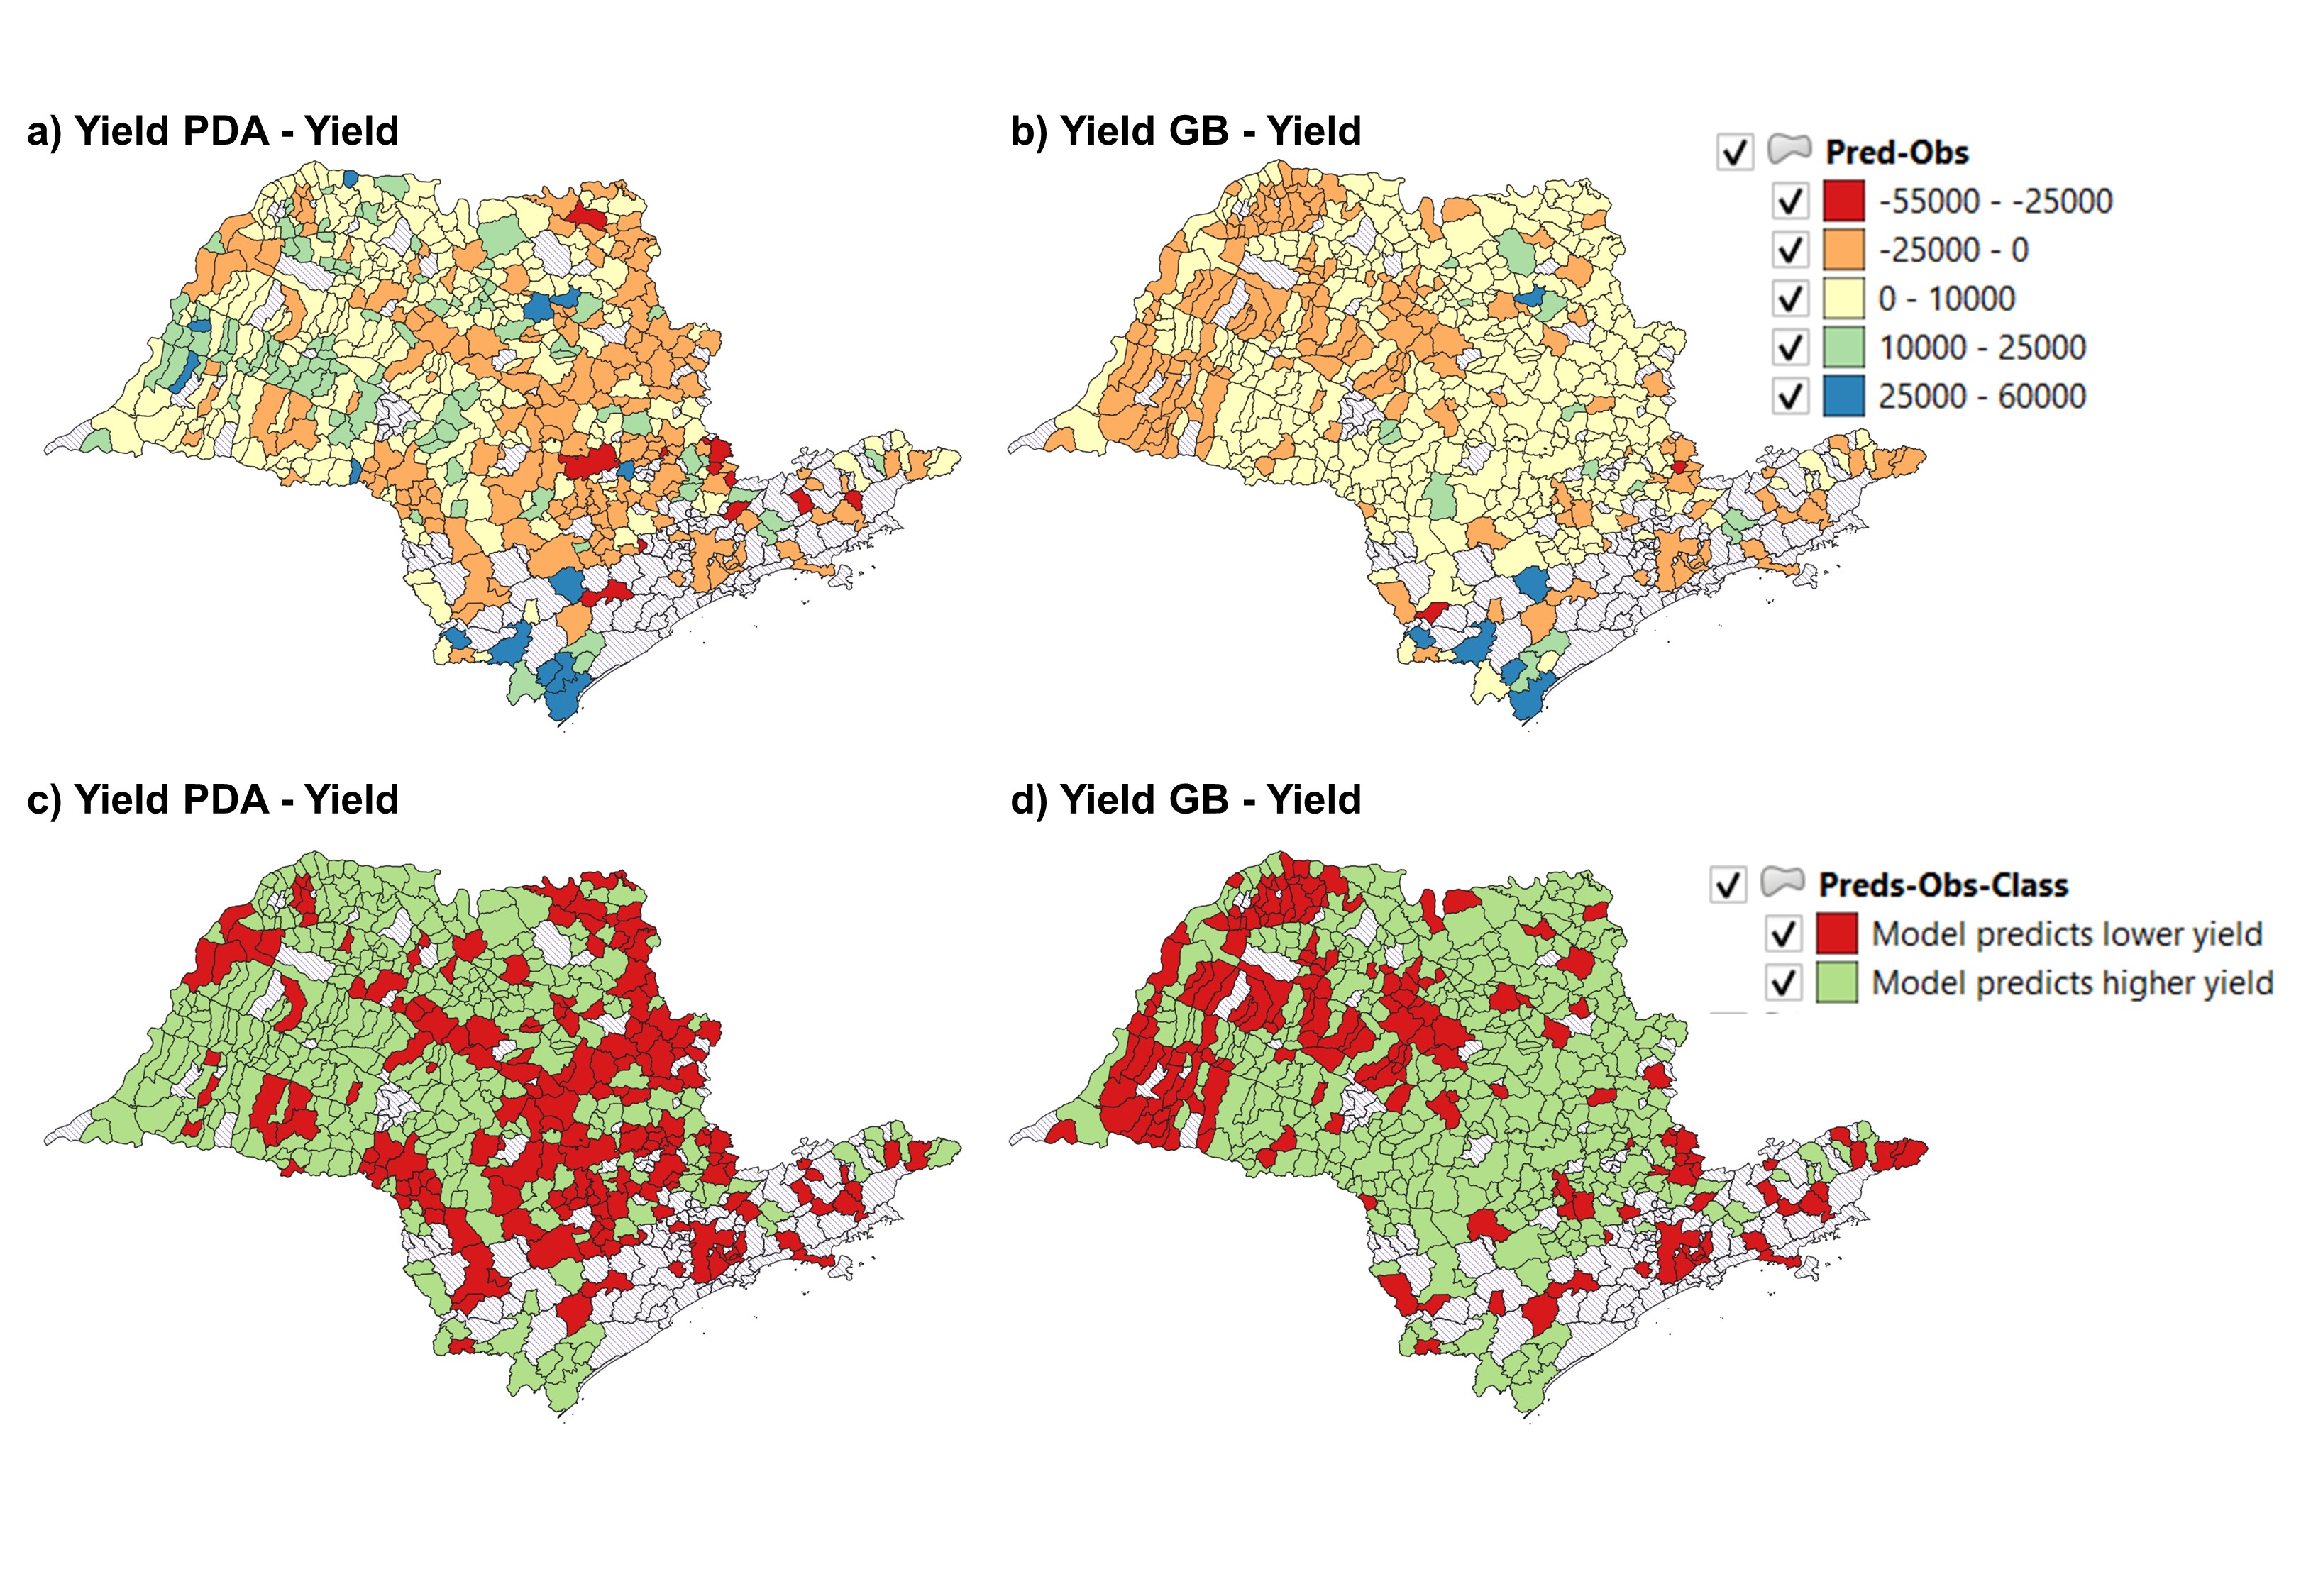 a) Yield PDA - Yield
b) Yield GB - Yield
Pred-Obs
-55000 - -25000
-25000 - 0
0 - 10000
10000 - 25000
25000 - 60000
c) Yield PDA - Yield
d) Yield GB - Yield
Preds-Obs-Class
Model predicts lower yield
Model predicts higher yield